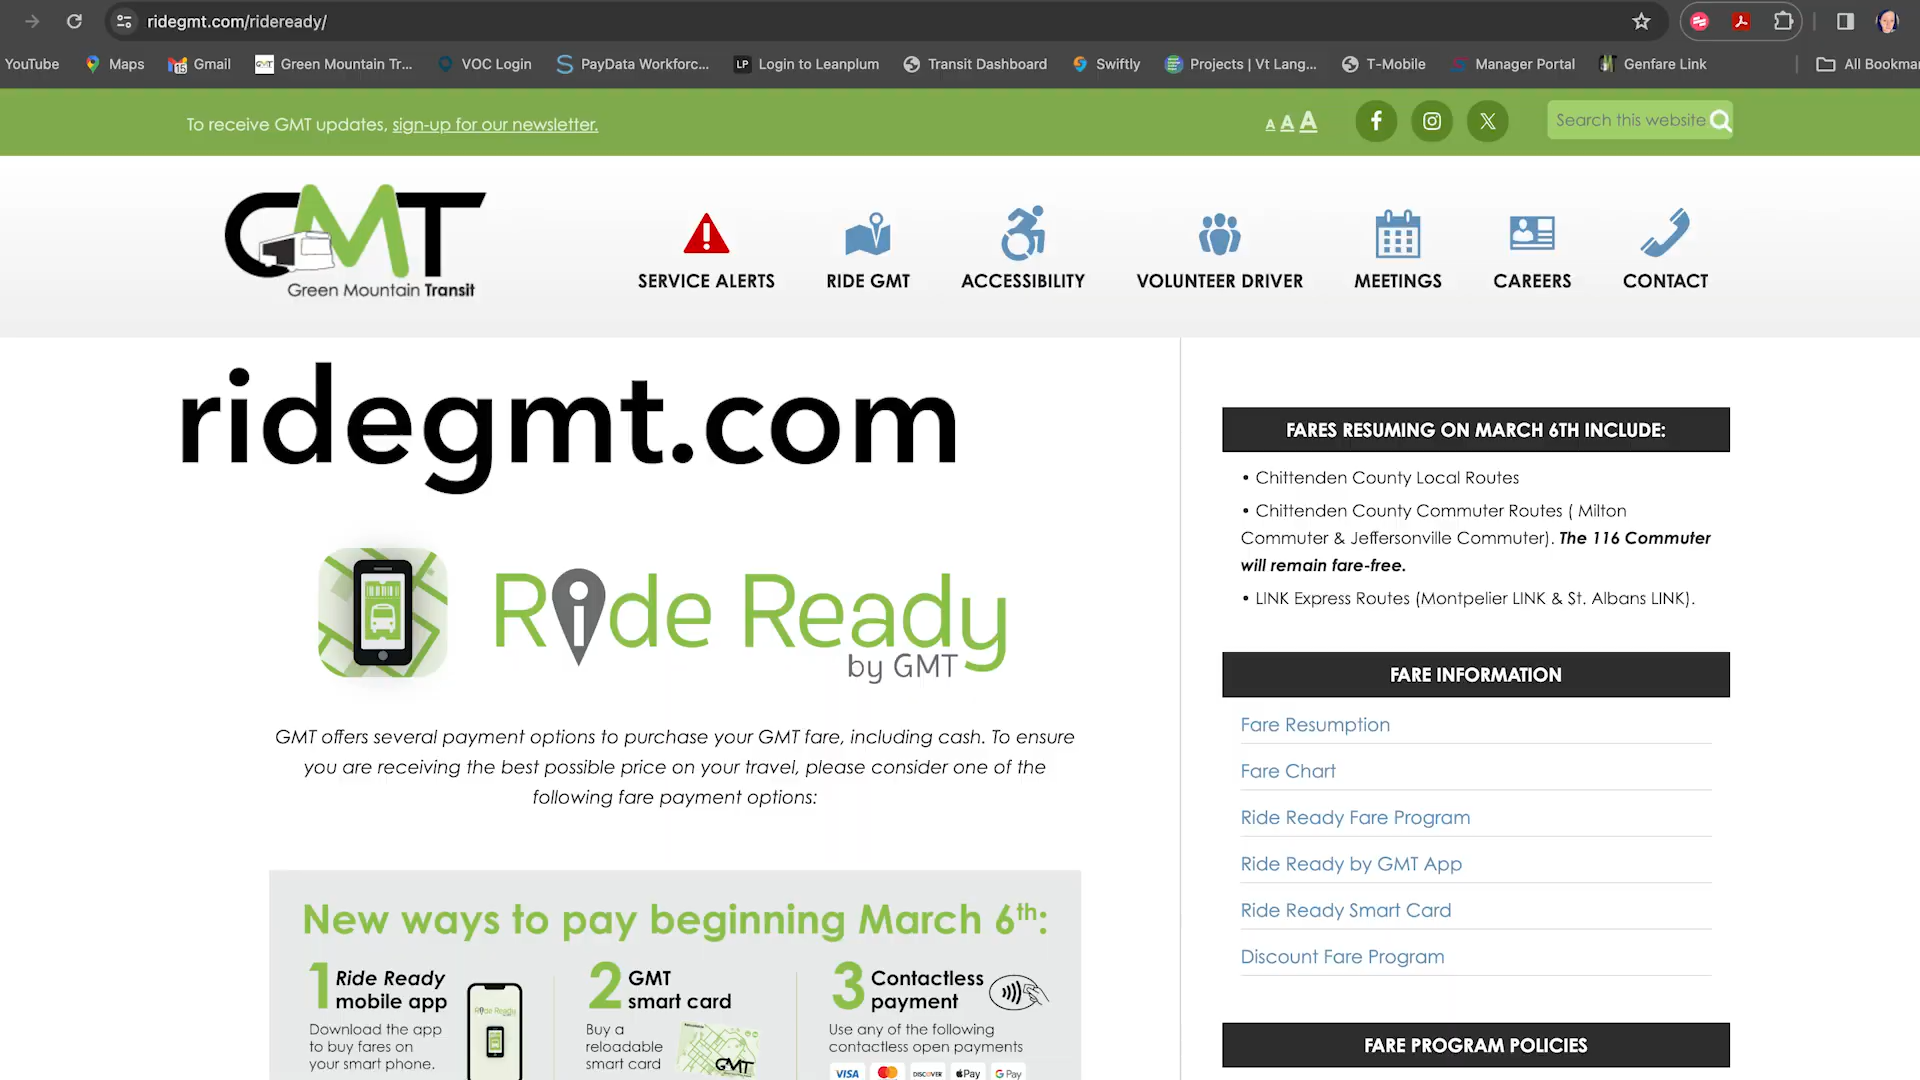 ridegmt.com/rideready/
YouTube
Maps
Gmail
Green Mountain Tr...
VOC Login
PayData Workforc...
LP
Login to Leanplum
Transit Dashboard
Swiftly
Projects | Vt Lang...
T-Mobile
Manager Portal
Genfare Link
All Bookmar
To receive GMT updates, sign-up for our newsletter.
A A A
Search this website
GMT
Green Mountain Transit
SERVICE ALERTS
RIDE GMT
ACCESSIBILITY
VOLUNTEER DRIVER
MEETINGS
CAREERS
CONTACT
ridegmt.com
Ride Ready
by GMT
GMT offers several payment options to purchase your GMT fare, including cash. To ensure
you are receiving the best possible price on your travel, please consider one of the
following fare payment options:
New ways to pay beginning March 6th:
1 Ride Ready
mobile app
Download the app
to buy fares on
your smart phone.
Ride Ready
2 GMT
smart card
Buy a
reloadable
smart card
GMT
3 Contactless
payment
Use any of the following
contactless open payments
VISA
DISCOVER
Pay
G Pay
FARES RESUMING ON MARCH 6TH INCLUDE:
• Chittenden County Local Routes
• Chittenden County Commuter Routes ( Milton
Commuter & Jeffersonville Commuter). The 116 Commuter
will remain fare-free.
• LINK Express Routes (Montpelier LINK & St. Albans LINK).
FARE INFORMATION
Fare Resumption
Fare Chart
Ride Ready Fare Program
Ride Ready by GMT App
Ride Ready Smart Card
Discount Fare Program
FARE PROGRAM POLICIES